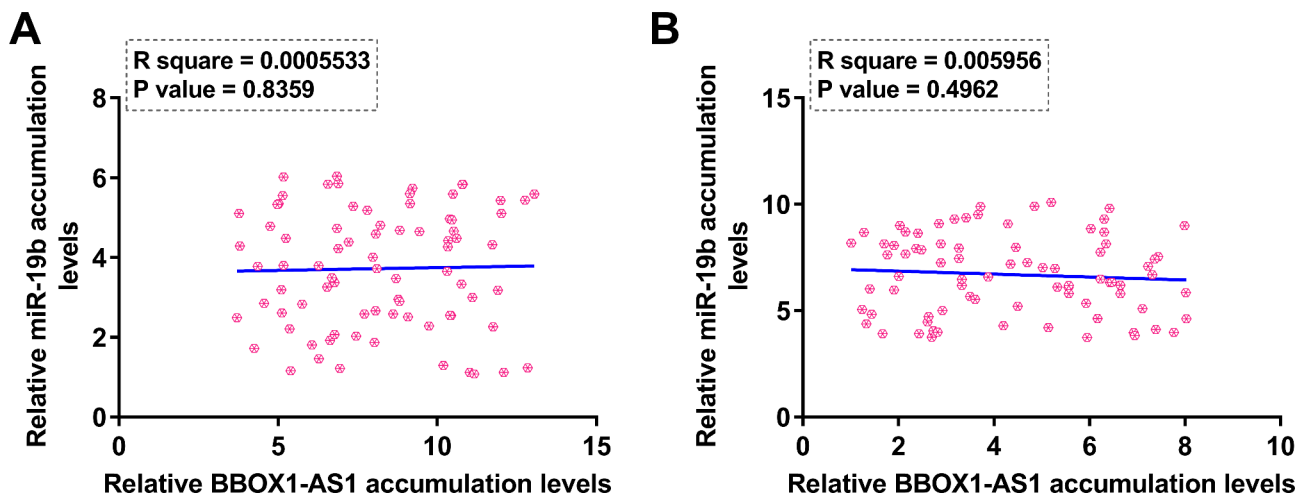 A
R square = 0.0005533
P value = 0.8359
Relative miR-19b accumulation
levels
8
6
4
2
0
0
5
10
15
Relative BBOX1-AS1 accumulation levels
B
R square = 0.005956
P value = 0.4962
Relative miR-19b accumulation
levels
15
10
5
0
0
2
4
6
8
10
Relative BBOX1-AS1 accumulation levels